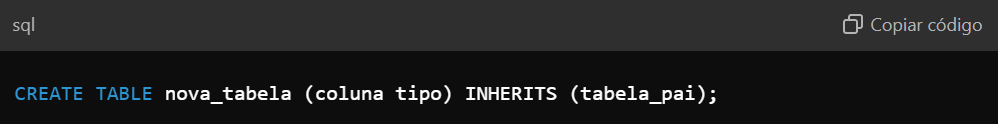 sql
Copiar código
CREATE TABLE nova_tabela (coluna tipo) INHERITS (tabela_pai);